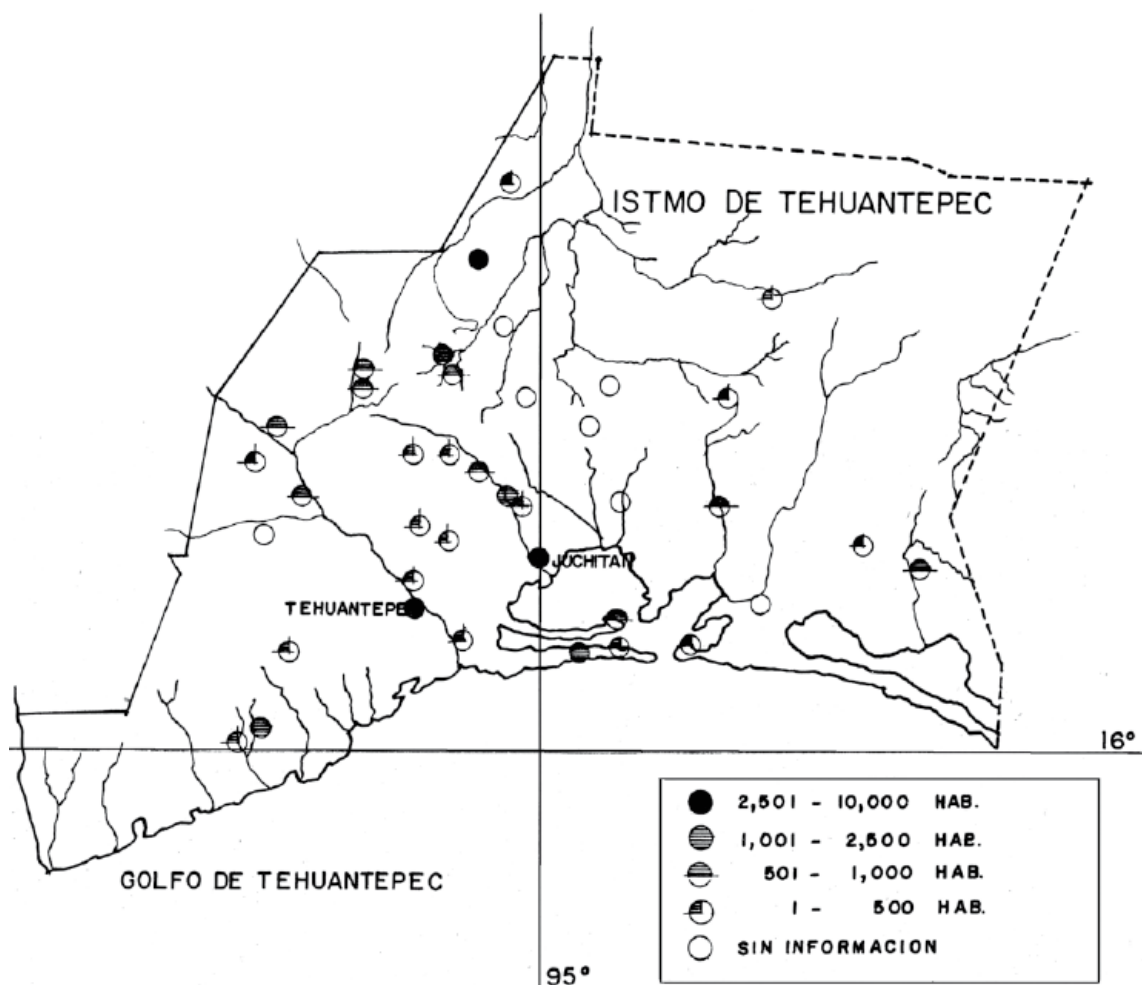 ISTMO DE TEHUANTEPEC
JUCHITAN
TEHUANTEPE
16°
GOLFO DE TEHUANTEPEC
95°
2,501 - 10,000 HAB.
1,001 - 2,500 HAB.
501 - 1,000 HAB.
1 - 500 HAB.
SIN INFORMACION